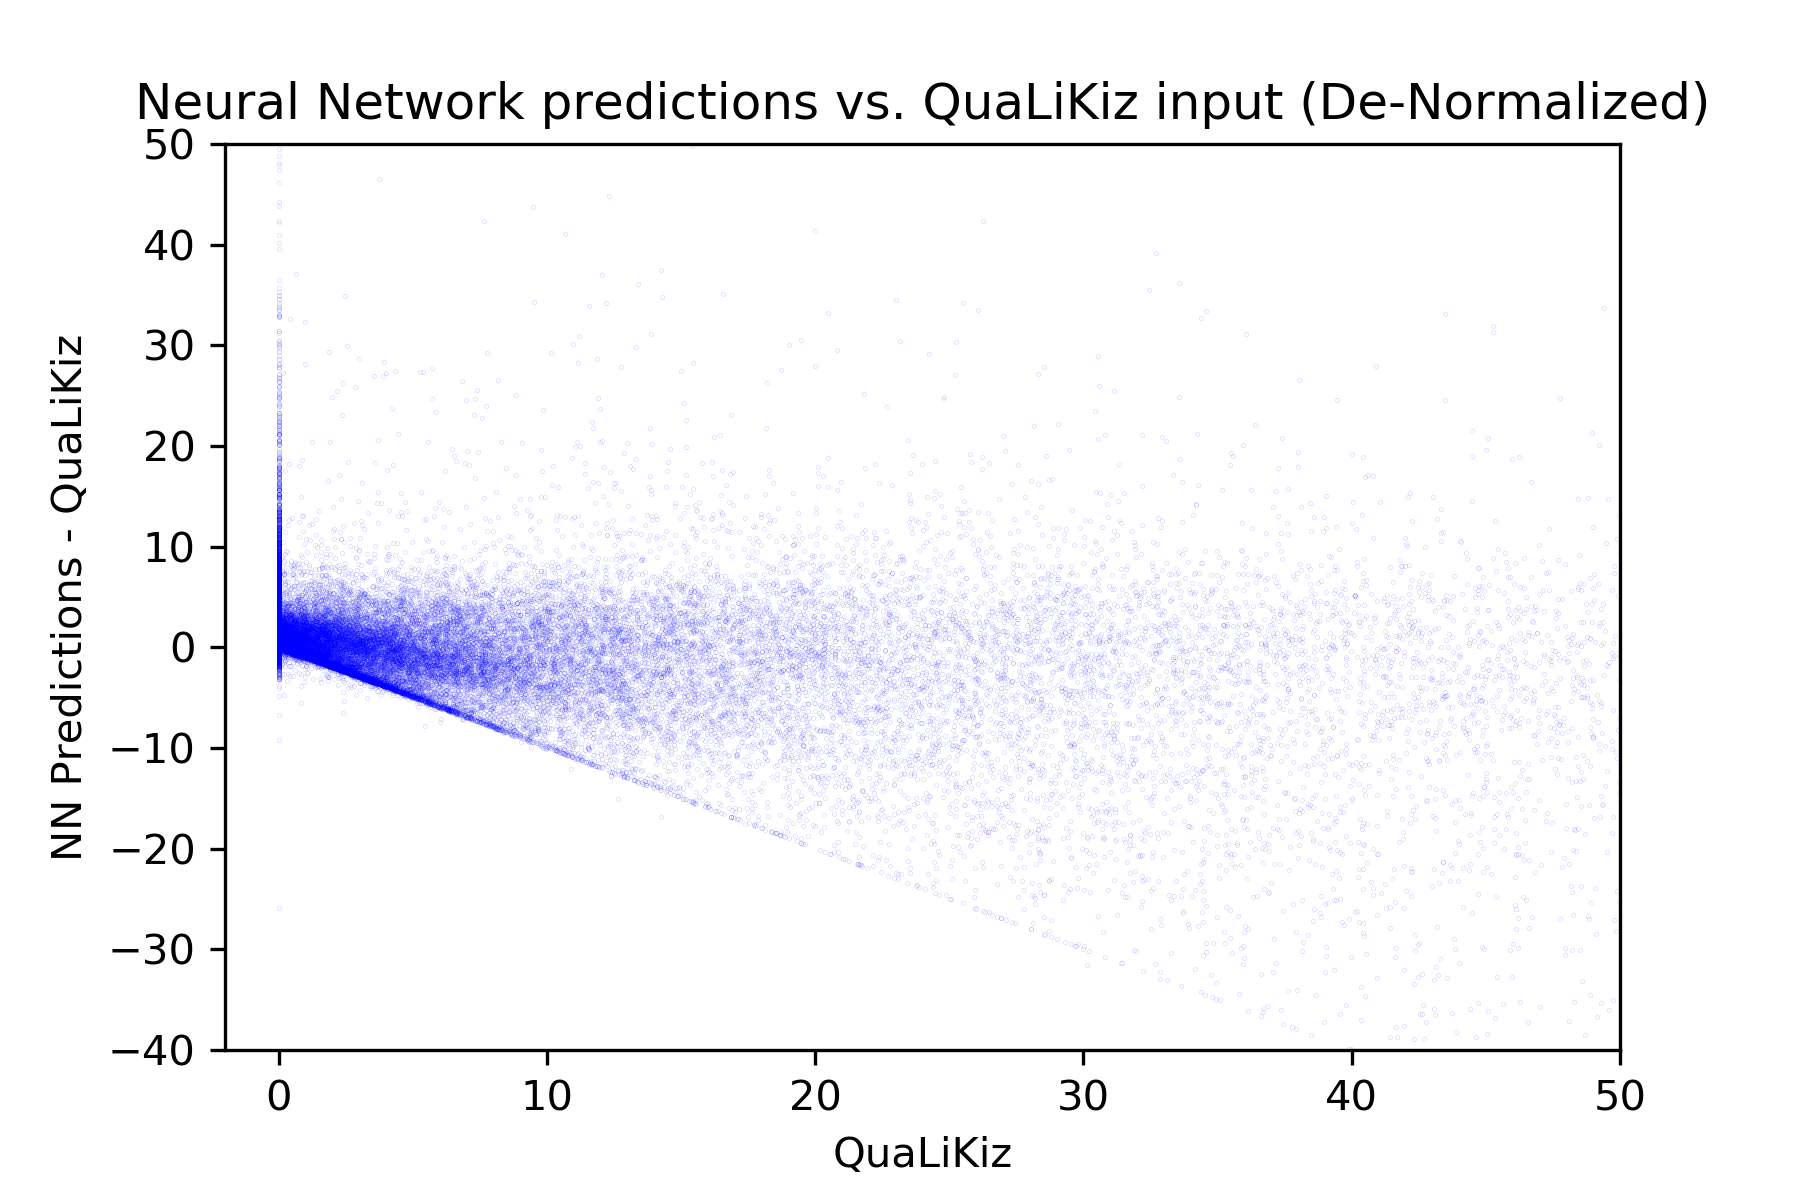 Neural Network predictions vs. QuaLiKiz input (De-Normalized)
50
40
30
20
10
0
−10
−20
−30
−40
NN Predictions - QuaLiKiz
0 10 20 30 40 50
QuaLiKiz